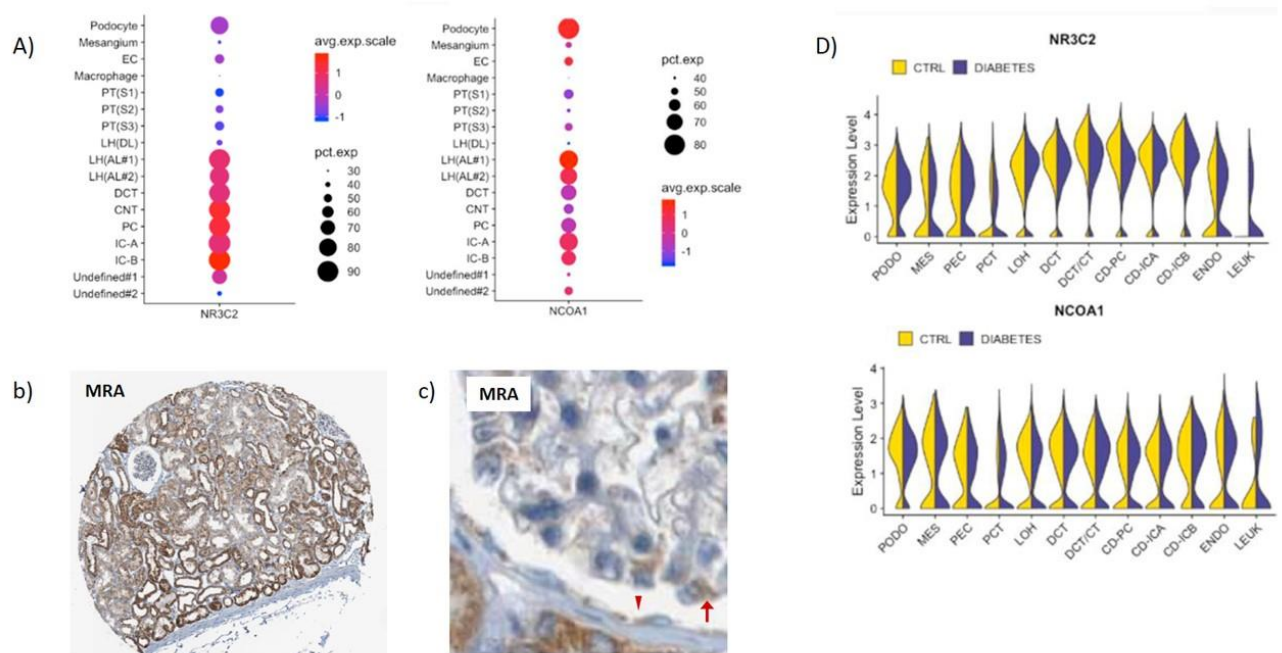 A)
Podocyte
Mesangium
EC
Macrophage
PT(S1)
PT(S2)
PT(S3)
LH(DL)
LH(AL#1)
LH(AL#2)
DCT
CNT
PC
IC-A
IC-B
Undefined#1
Undefined#2
NR3C2
avg.exp.scale
1
0
-1
pct.exp
30
40
50
60
70
80
90
Podocyte
Mesangium
EC
Macrophage
PT(S1)
PT(S2)
PT(S3)
LH(DL)
LH(AL#1)
LH(AL#2)
DCT
CNT
PC
IC-A
IC-B
Undefined#1
Undefined#2
NCOA1
pct.exp
40
50
60
70
80
avg.exp.scale
1
0
-1
D)
NR3C2
CTRL DIABETES
Expression Level
4
3
2
1
0
PODO MES PEC PCT LOH DCT DCT/CT CD-PC CD-ICA CD-ICB ENDO LEUK
NCOA1
CTRL DIABETES
Expression Level
4
3
2
1
0
PODO MES PEC PCT LOH DCT DCT/CT CD-PC CD-ICA CD-ICB ENDO LEUK
b)
MRA
c)
MRA